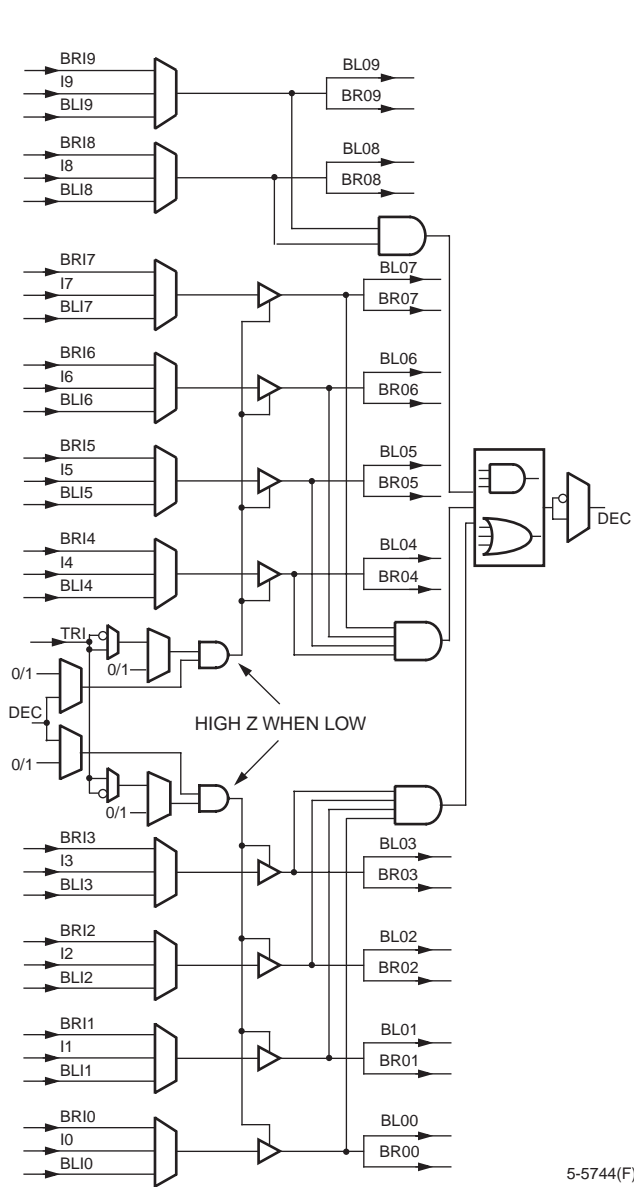 BRI9
I9
BLI9
BL09
BR09
BRI8
I8
BLI8
BL08
BR08
BRI7
I7
BLI7
BL07
BR07
BRI6
I6
BLI6
BL06
BR06
BRI5
I5
BLI5
BL05
BR05
DEC
BRI4
I4
BLI4
BL04
BR04
TRI
0/1
0/1
DEC
HIGH Z WHEN LOW
0/1
0/1
BRI3
I3
BLI3
BL03
BR03
BRI2
I2
BLI2
BL02
BR02
BRI1
I1
BLI1
BL01
BR01
BRI0
I0
BLI0
BL00
BR00
5-5744(F)